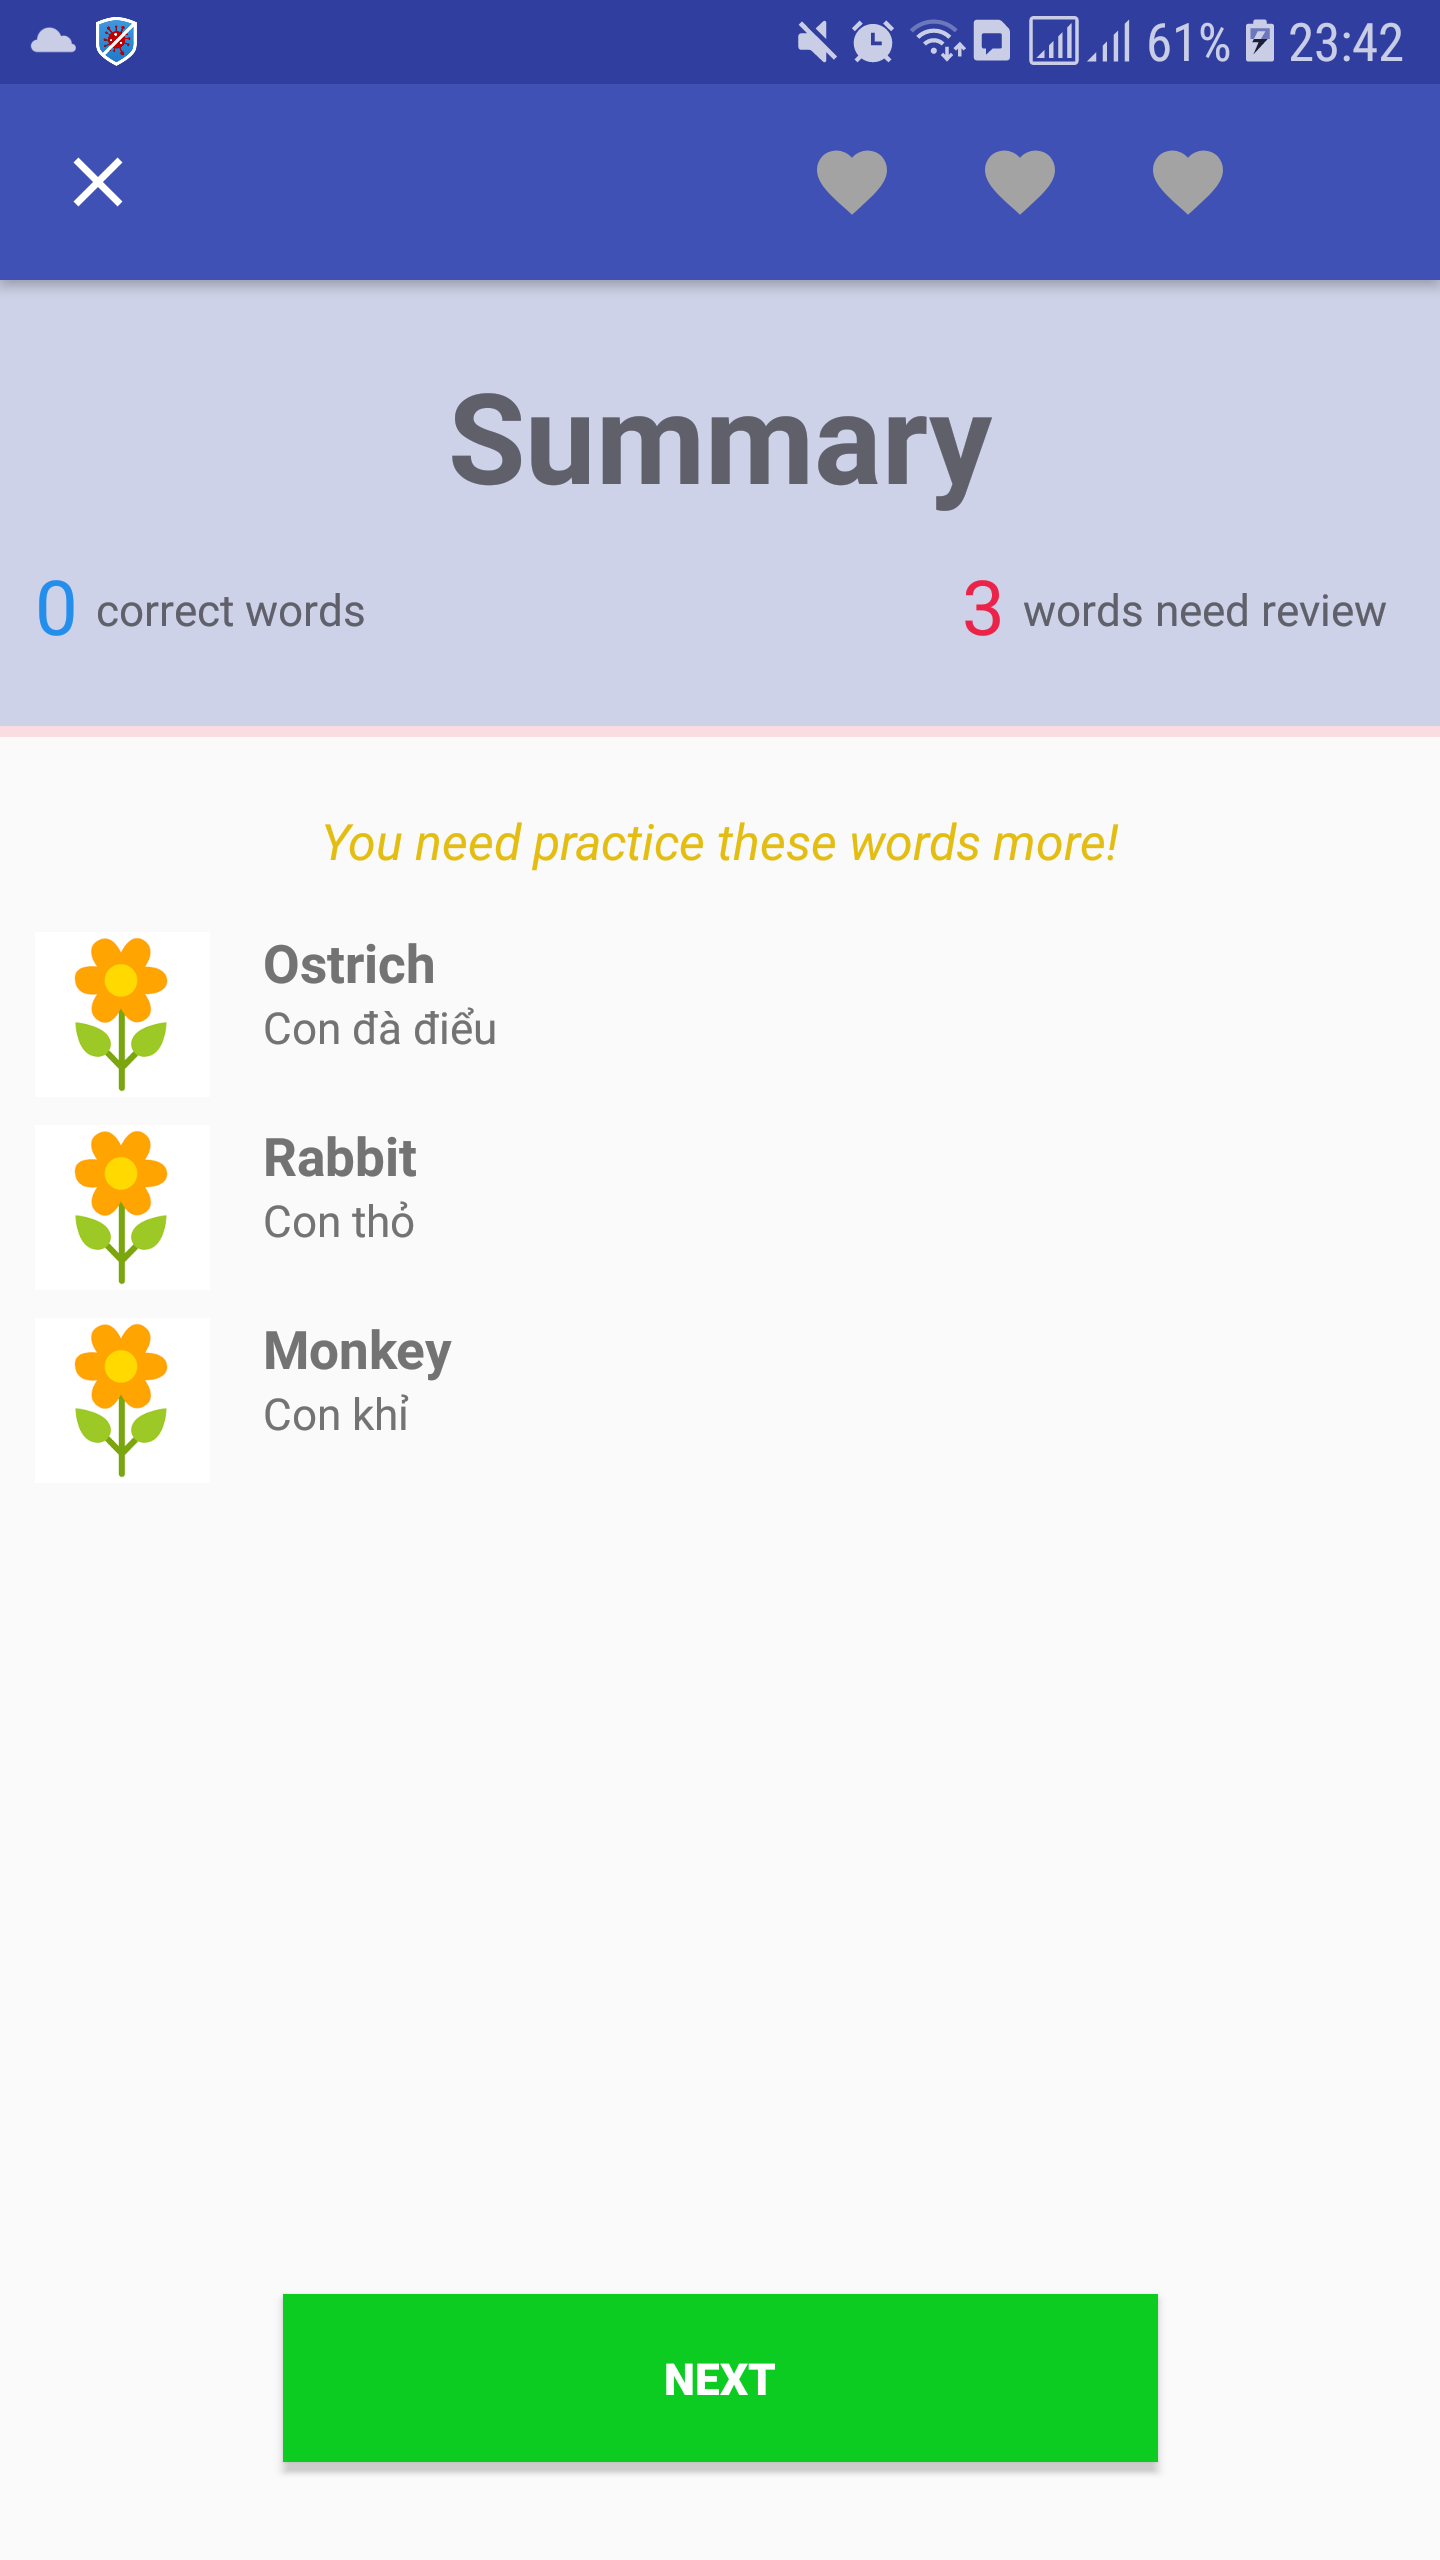 61% 23:42
Summary
0 correct words
3 words need review
You need practice these words more!
Ostrich
Con đà điểu
Rabbit
Con thỏ
Monkey
Con khỉ
NEXT